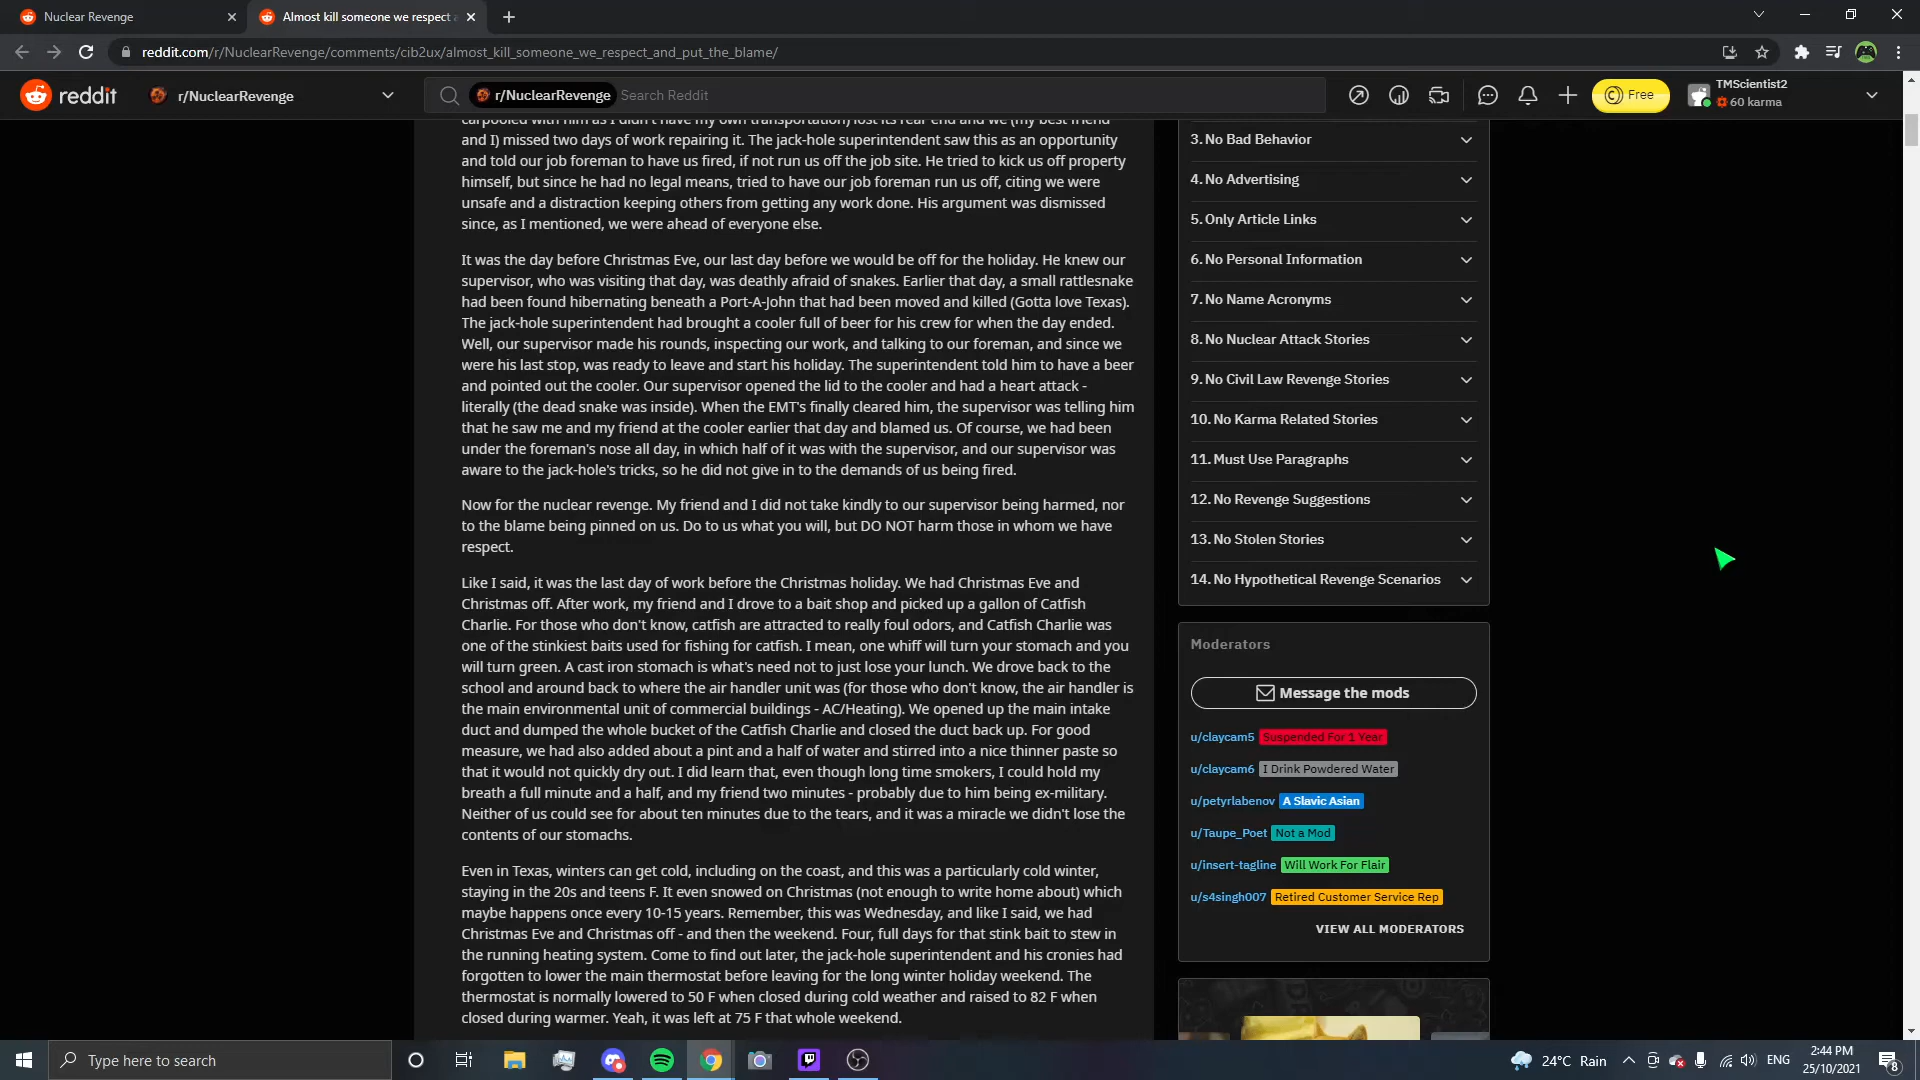 Nuclear Revenge
Almost kill someone we respect a
reddit.com/r/NuclearRevenge/comments/cib2ux/almost_kill_someone_we_respect_and_put_the_blame/
reddit
r/NuclearRevenge
r/NuclearRevenge
Search Reddit
Free
TMScientist2
60 karma
carpooled with him as I didn't have my own transportation) lost its rear end and we (my best friend
and I) missed two days of work repairing it. The jack-hole superintendent saw this as an opportunity
and told our job foreman to have us fired, if not run us off the job site. He tried to kick us off property
himself, but since he had no legal means, tried to have our job foreman run us off, citing we were
unsafe and a distraction keeping others from getting any work done. His argument was dismissed
since, as I mentioned, we were ahead of everyone else.
It was the day before Christmas Eve, our last day before we would be off for the holiday. He knew our
supervisor, who was visiting that day, was deathly afraid of snakes. Earlier that day, a small rattlesnake
had been found hibernating beneath a Port-A-John that had been moved and killed (Gotta love Texas).
The jack-hole superintendent had brought a cooler full of beer for his crew for when the day ended.
Well, our supervisor made his rounds, inspecting our work, and talking to our foreman, and since we
were his last stop, was ready to leave and start his holiday. The superintendent told him to have a beer
and pointed out the cooler. Our supervisor opened the lid to the cooler and had a heart attack -
literally (the dead snake was inside). When the EMT's finally cleared him, the supervisor was telling him
that he saw me and my friend at the cooler earlier that day and blamed us. Of course, we had been
under the foreman's nose all day, in which half of it was with the supervisor, and our supervisor was
aware to the jack-hole's tricks, so he did not give in to the demands of us being fired.
Now for the nuclear revenge. My friend and I did not take kindly to our supervisor being harmed, nor
to the blame being pinned on us. Do to us what you will, but DO NOT harm those in whom we have
respect.
Like I said, it was the last day of work before the Christmas holiday. We had Christmas Eve and
Christmas off. After work, my friend and I drove to a bait shop and picked up a gallon of Catfish
Charlie. For those who don't know, catfish are attracted to really foul odors, and Catfish Charlie was
one of the stinkiest baits used for fishing for catfish. I mean, one whiff will turn your stomach and you
will turn green. A cast iron stomach is what's need not to just lose your lunch. We drove back to the
school and around back to where the air handler unit was (for those who don't know, the air handler is
the main environmental unit of commercial buildings - AC/Heating). We opened up the main intake
duct and dumped the whole bucket of the Catfish Charlie and closed the duct back up. For good
measure, we had also added about a pint and a half of water and stirred into a nice thinner paste so
that it would not quickly dry out. I did learn that, even though long time smokers, I could hold my
breath a full minute and a half, and my friend two minutes - probably due to him being ex-military.
Neither of us could see for about ten minutes due to the tears, and it was a miracle we didn't lose the
contents of our stomachs.
Even in Texas, winters can get cold, including on the coast, and this was a particularly cold winter,
staying in the 20s and teens F. It even snowed on Christmas (not enough to write home about) which
maybe happens once every 10-15 years. Remember, this was Wednesday, and like I said, we had
Christmas Eve and Christmas off - and then the weekend. Four, full days for that stink bait to stew in
the running heating system. Come to find out later, the jack-hole superintendent and his cronies had
forgotten to lower the main thermostat before leaving for the long winter holiday weekend. The
thermostat is normally lowered to 50 F when closed during cold weather and raised to 82 F when
closed during warmer. Yeah, it was left at 75 F that whole weekend.
3. No Bad Behavior
4. No Advertising
5. Only Article Links
6. No Personal Information
7. No Name Acronyms
8. No Nuclear Attack Stories
9. No Civil Law Revenge Stories
10. No Karma Related Stories
11. Must Use Paragraphs
12. No Revenge Suggestions
13. No Stolen Stories
14. No Hypothetical Revenge Scenarios
Moderators
Message the mods
u/claycam5 Suspended For 1 Year
u/claycam6 I Drink Powdered Water
u/petyrlabenov A Slavic Asian
u/Taupe_Poet Not a Mod
u/insert-tagline Will Work For Flair
u/s4singh007 Retired Customer Service Rep
VIEW ALL MODERATORS
Type here to search
24°C Rain
ENG
2:44 PM
25/10/2021
8